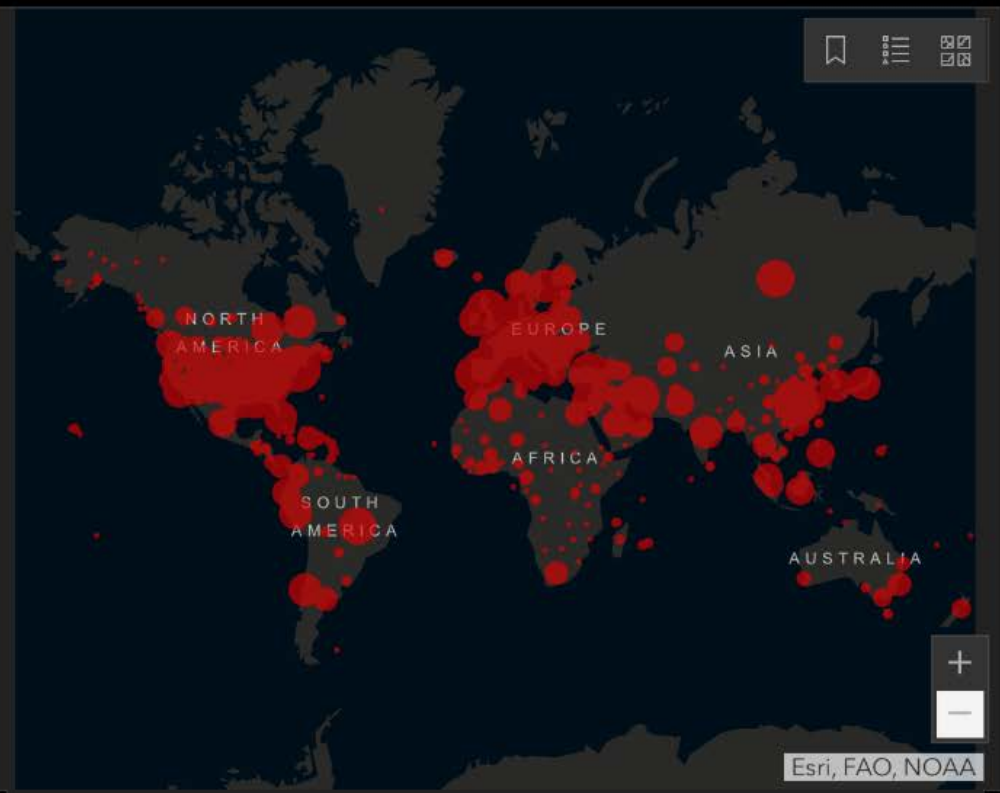 NORTH
AMERICA
EUROPE
ASIA
AFRICA
SOUTH
AMERICA
AUSTRALIA
Esri, FAO, NOAA